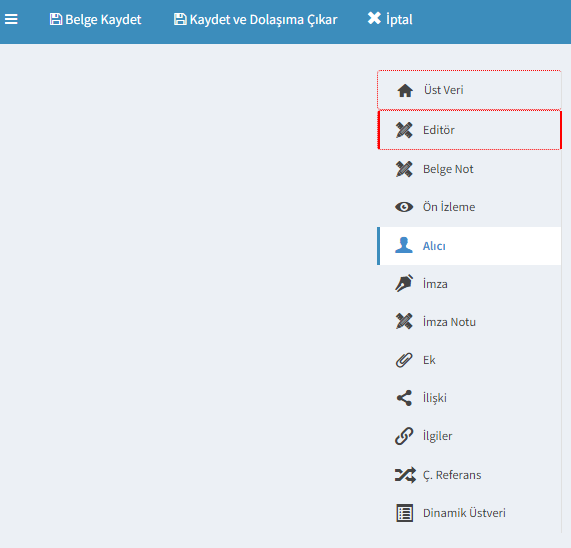 Belge Kaydet Kaydet ve Dolaşıma Çıkar İptal
Üst Veri
Editör
Belge Not
Ön İzleme
Alıcı
İmza
İmza Notu
Ek
İlişki
İlgiler
Ç. Referans
Dinamik Üstveri